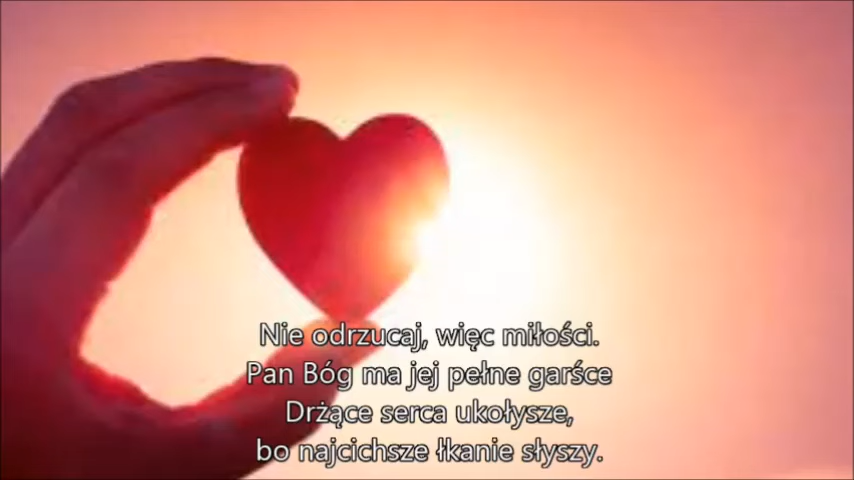 Nie odrzucaj, więc miłości.
Pan Bóg ma jej pełne garśce
Drżące serca ukołysze,
bo najcichsze łkanie słyszy.